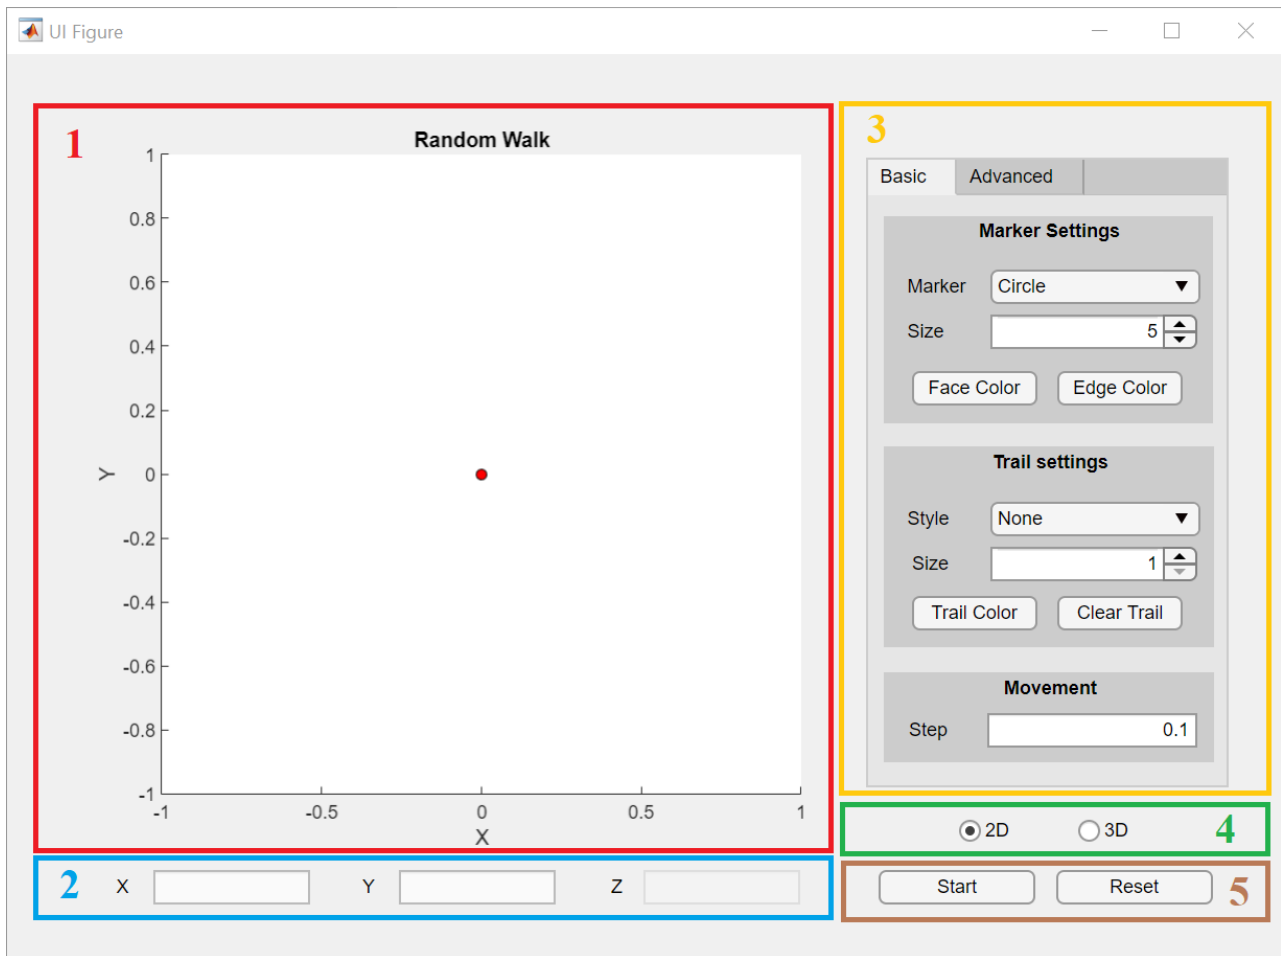 UI Figure
1
Random Walk
1
0.8
0.6
0.4
0.2
0
-0.2
-0.4
-0.6
-0.8
-1
Y
-1 -0.5 0 0.5 1
X
2 X Y Z
3
Basic Advanced
Marker Settings
Marker Circle
Size 5
Face Color Edge Color
Trail settings
Style None
Size 1
Trail Color Clear Trail
Movement
Step 0.1
2D 3D 4
Start Reset 5